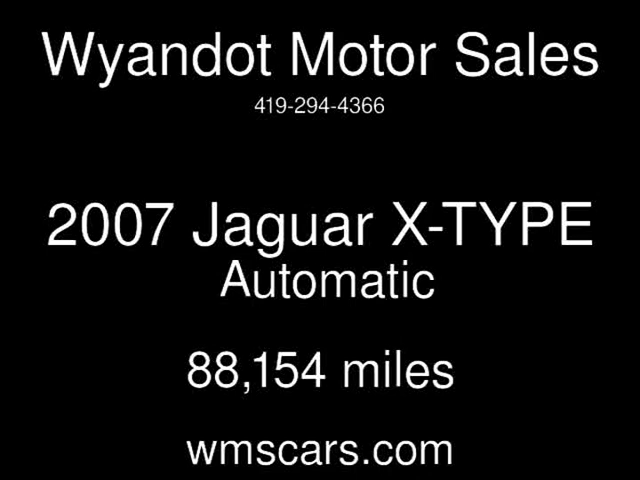 Wyandot Motor Sales
419-294-4366
2007 Jaguar X-TYPE
Automatic
88,154 miles
wmscars.com